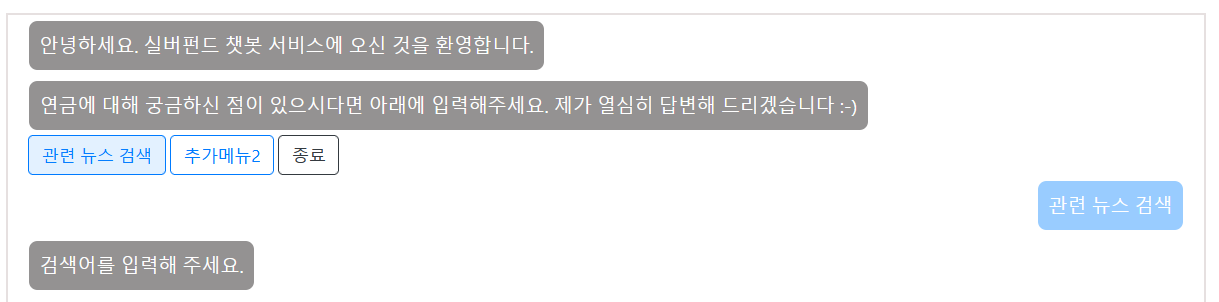 안녕하세요. 실버펀드 챗봇 서비스에 오신 것을 환영합니다.
연금에 대해 궁금하신 점이 있으시다면 아래에 입력해주세요. 제가 열심히 답변해 드리겠습니다 :-)
관련 뉴스 검색 추가메뉴2 종료
관련 뉴스 검색
검색어를 입력해 주세요.